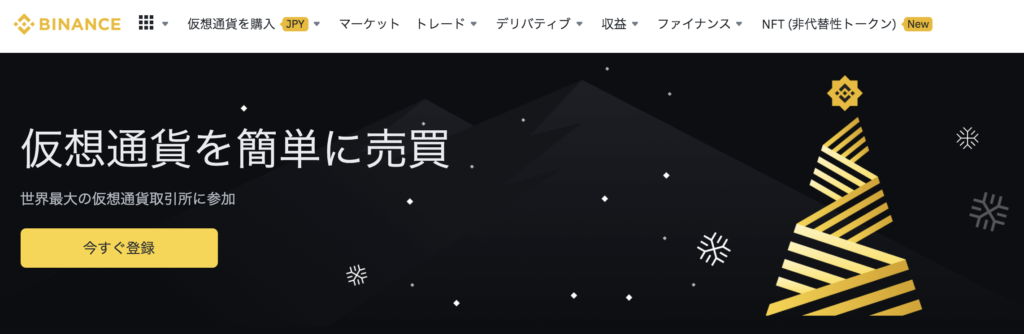 BINANCE
仮想通貨を購入 JPY マーケット トレード デリバティブ 収益 ファイナンス NFT (非代替性トークン) New
仮想通貨を簡単に売買
世界最大の仮想通貨取引所に参加
今すぐ登録